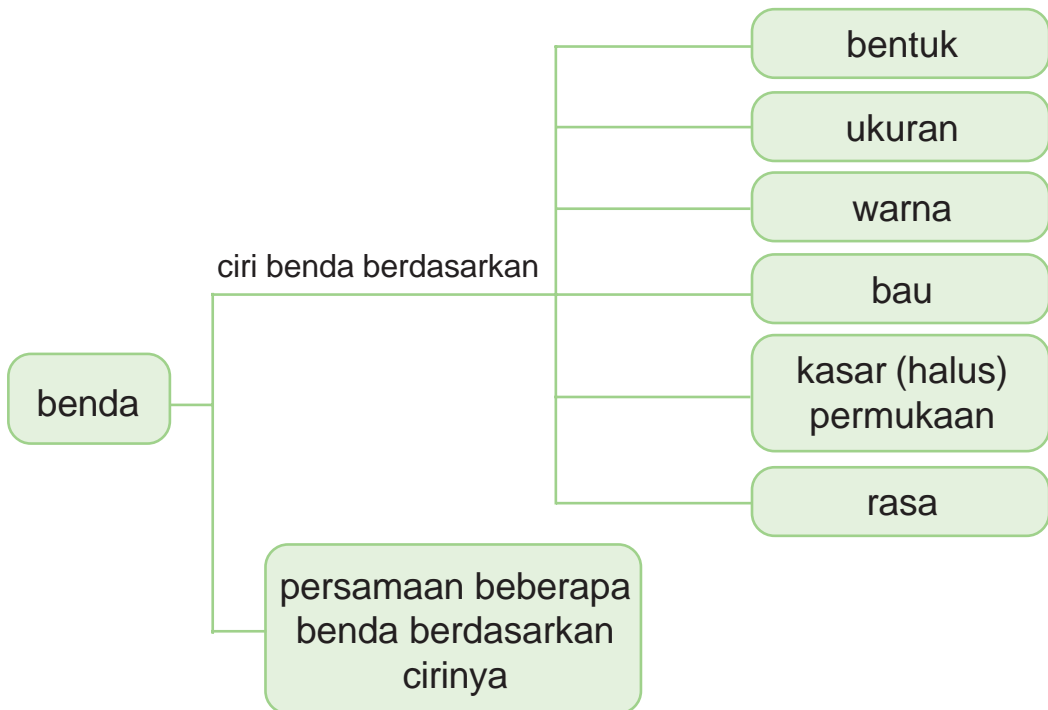 bentuk
ukuran
warna
ciri benda berdasarkan
bau
kasar (halus)
permukaan
benda
rasa
persamaan beberapa
benda berdasarkan
cirinya